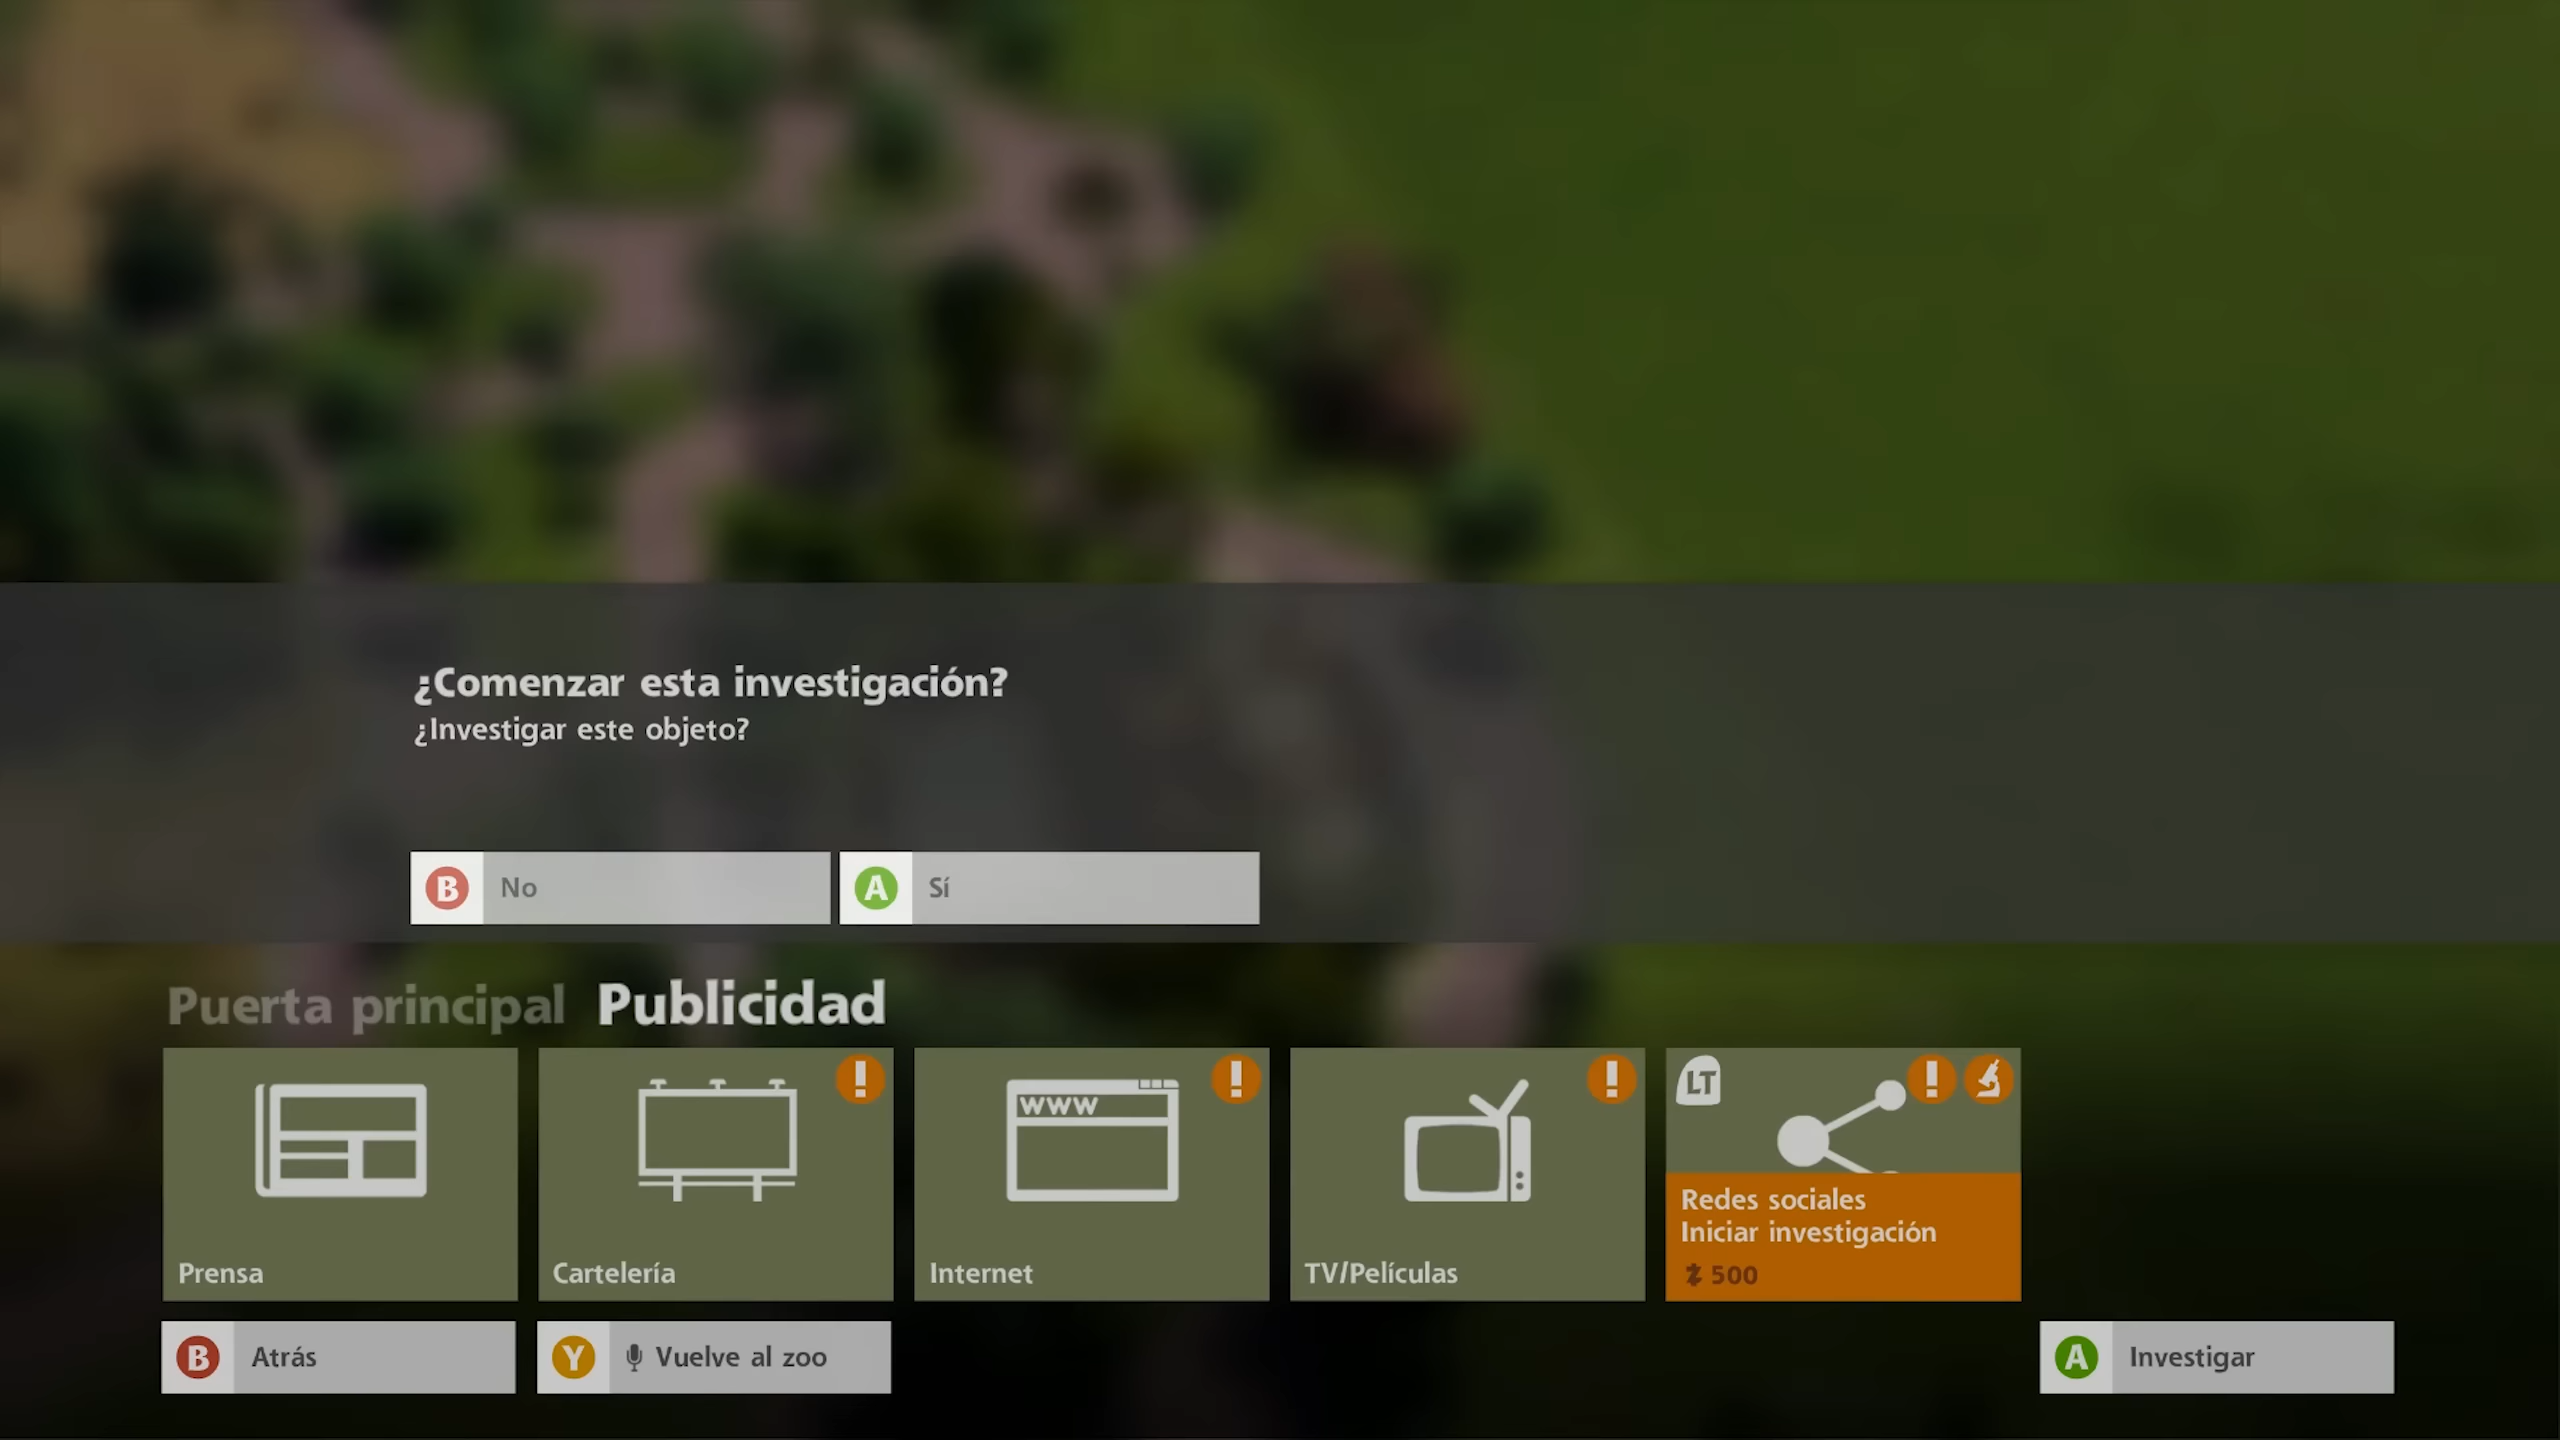 ¿Comenzar esta investigación?
¿Investigar este objeto?
B No
A Sí
Puerta principal Publicidad
Prensa
Cartelería
www
Internet
TV/Películas
LT
Redes sociales
Iniciar investigación
500
B Atrás
Y Vuelve al zoo
A Investigar